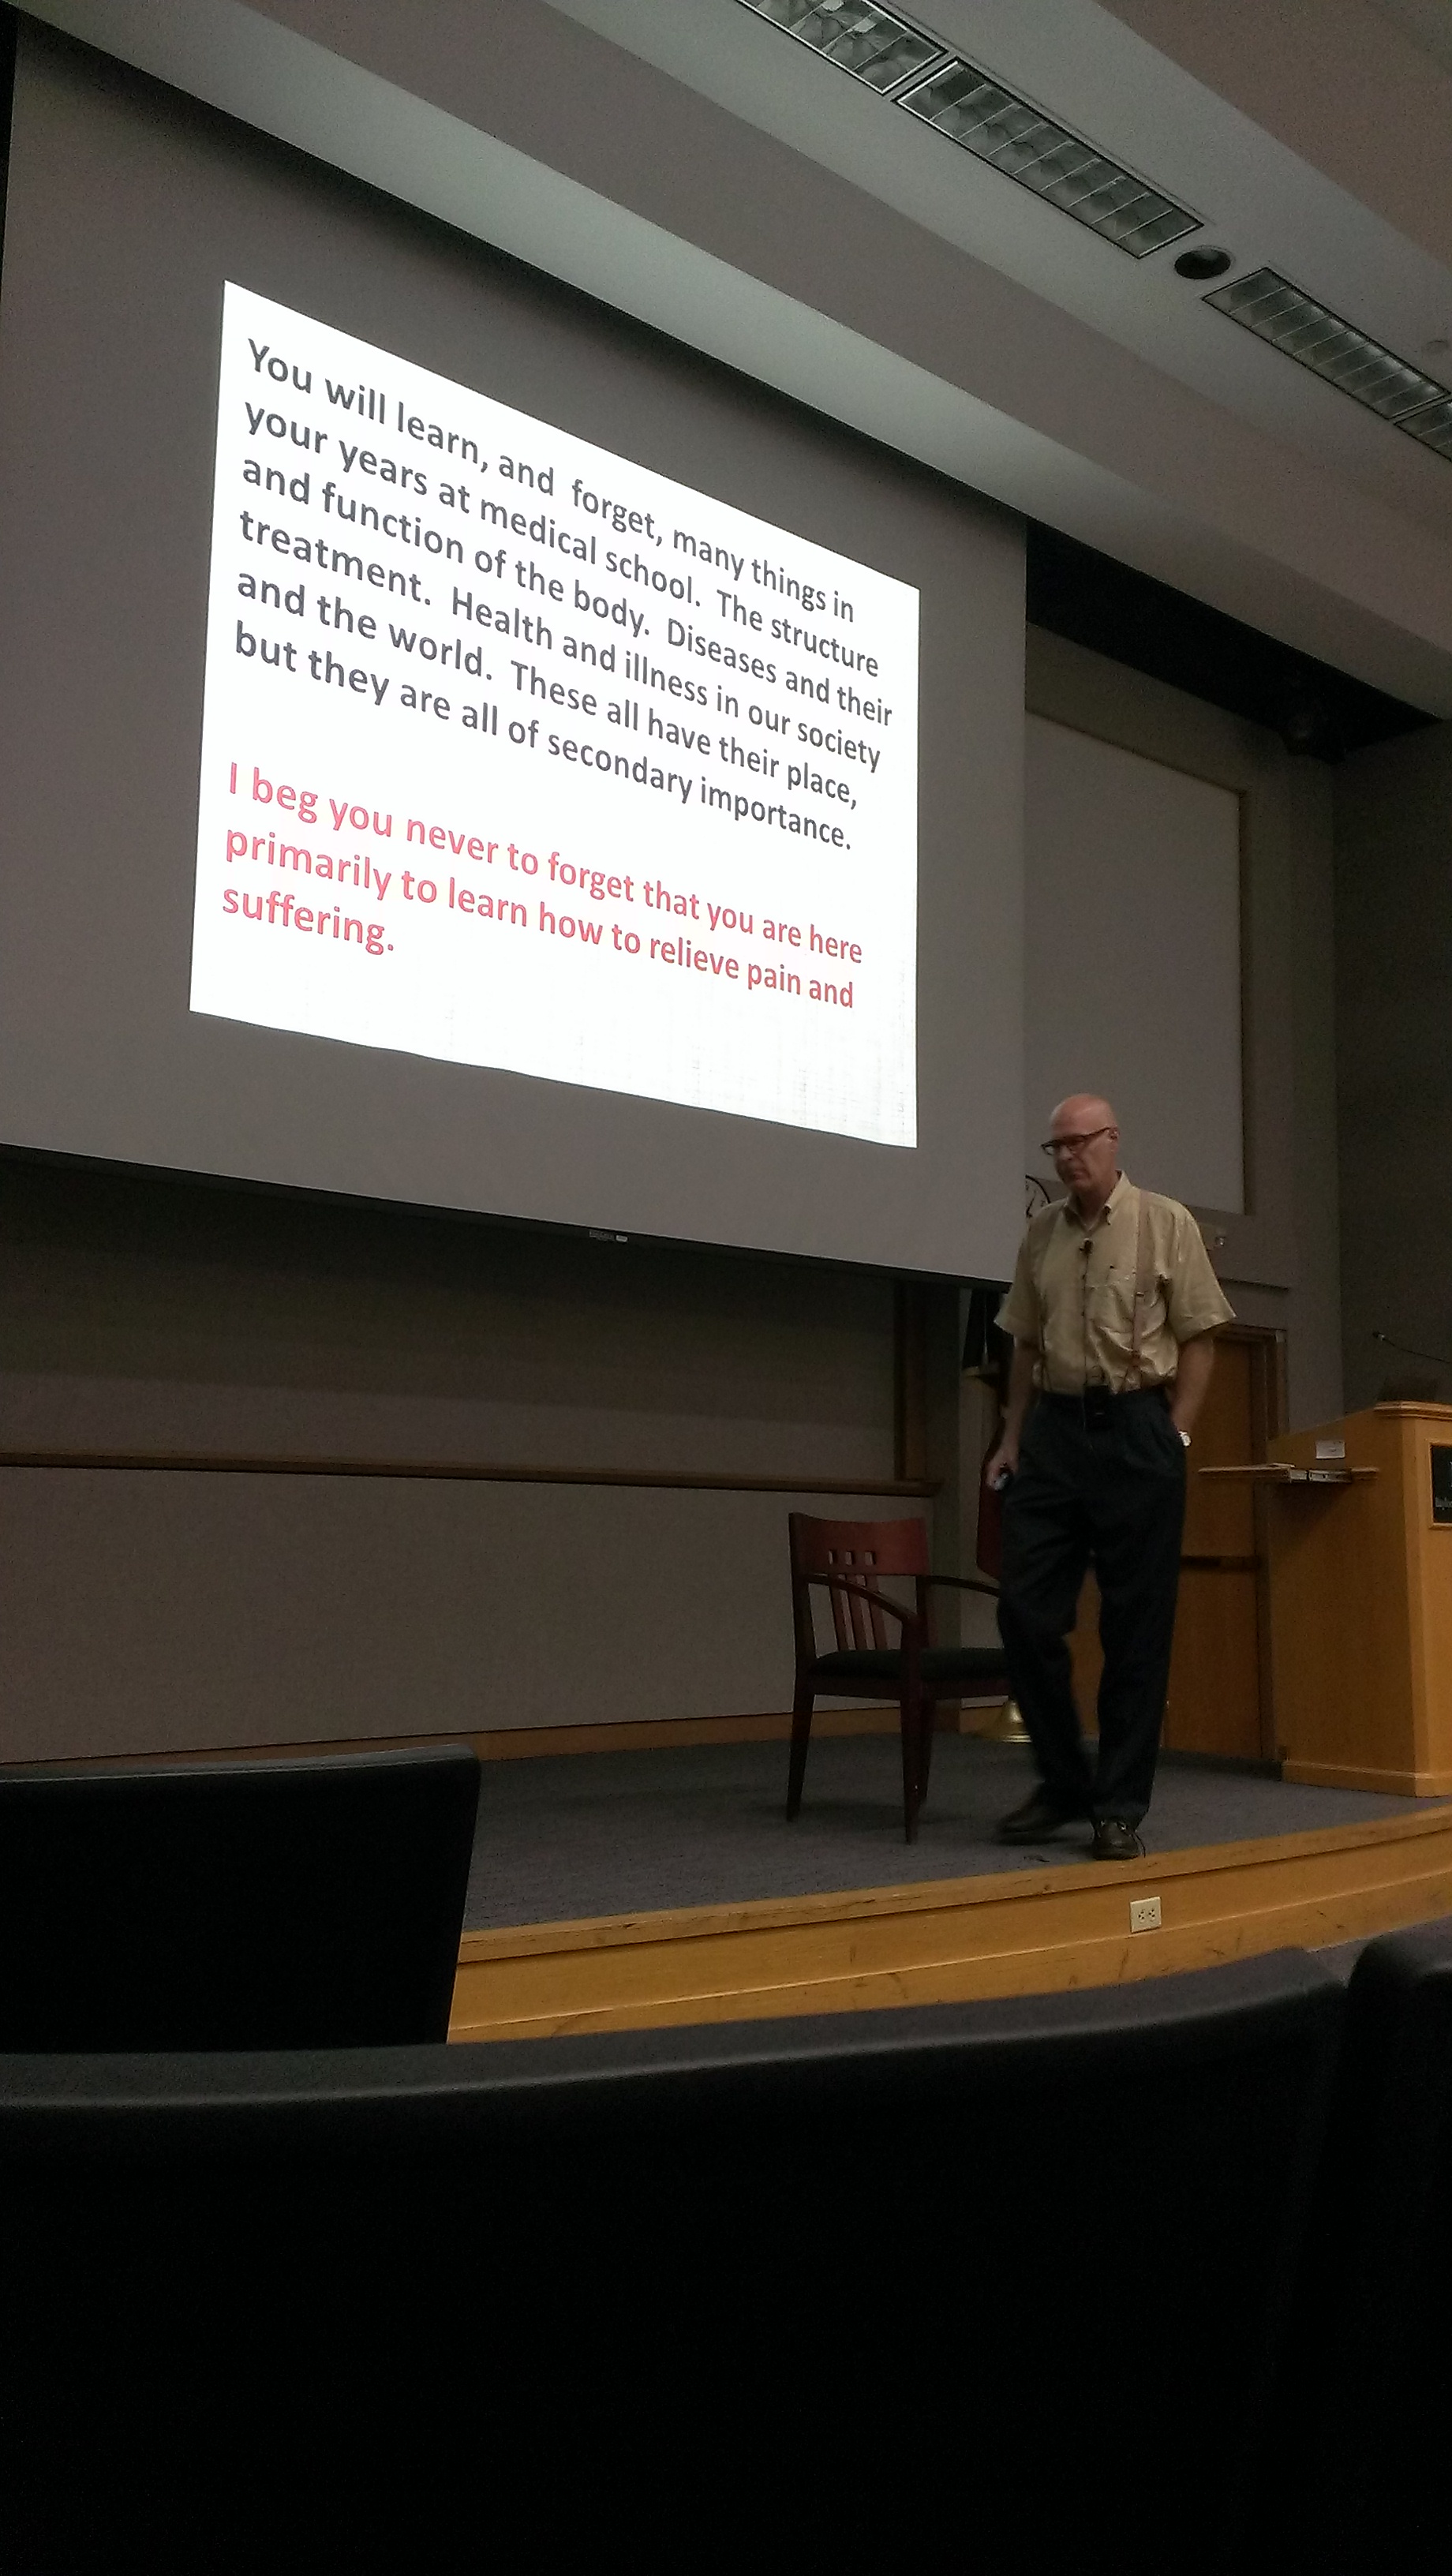 You will learn, and forget, many things in
your years at medical school. The structure
and function of the body. Diseases and their
treatment. Health and illness in our society
and the world. These all have their place,
but they are all of secondary importance.
I beg you never to forget that you are here
primarily to learn how to relieve pain and
suffering.